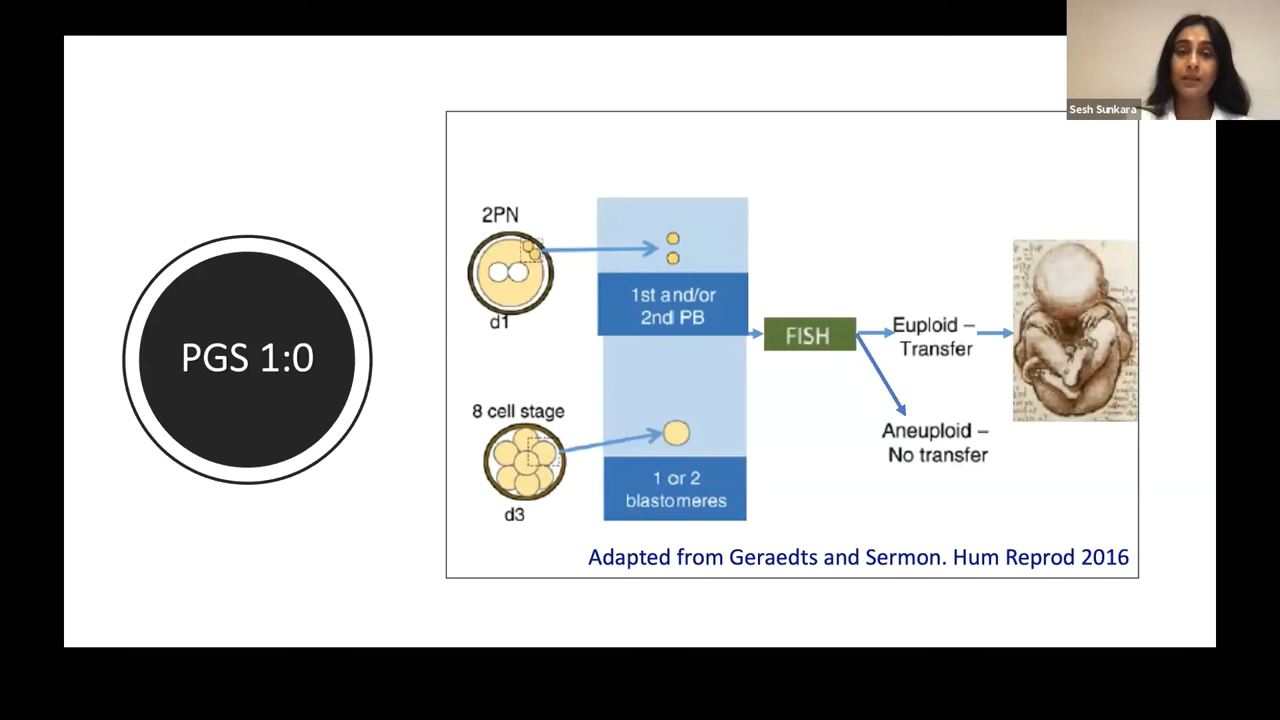 Sesh Sunkara
PGS 1:0
2PN
d1
1st and/or
2nd PB
FISH
Euploid –
Transfer
8 cell stage
d3
1 or 2
blastomeres
Aneuploid –
No transfer
Adapted from Geraedts and Sermon. Hum Reprod 2016